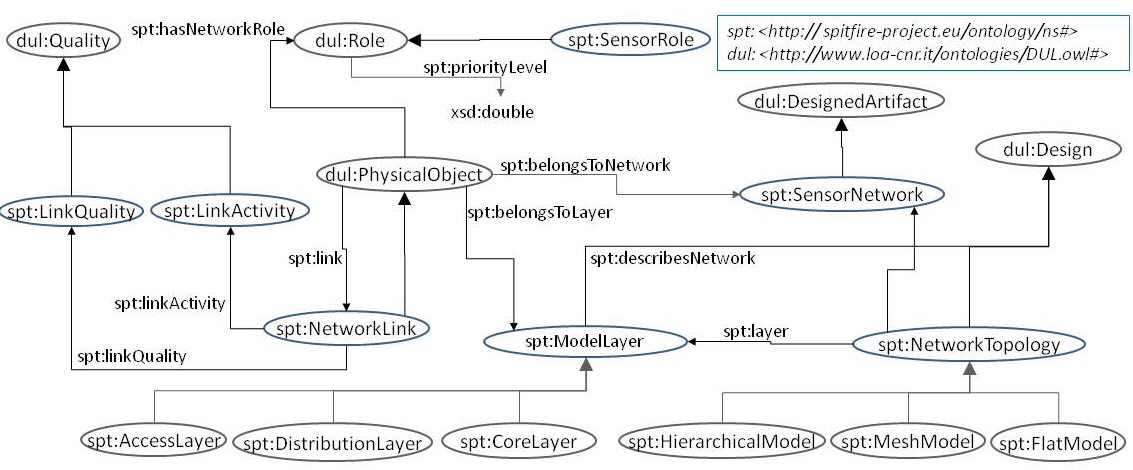 dul:Quality
spt:hasNetworkRole
dul:Role
spt:SensorRole
spt: <http:// spitfire-project.eu/ontology/ns#>
dul: <http://www.loa-cnr.it/ontologies/DUL.owl#>
spt:priorityLevel
xsd:double
dul:DesignedArtifact
dul:Design
dul:PhysicalObject
spt:belongsToNetwork
spt:SensorNetwork
spt:LinkQuality
spt:LinkActivity
spt:belongsToLayer
spt:link
spt:describesNetwork
spt:linkActivity
spt:NetworkLink
spt:ModelLayer
spt:layer
spt:NetworkTopology
spt:linkQuality
spt:AccessLayer
spt:DistributionLayer
spt:CoreLayer
spt:HierarchicalModel
spt:MeshModel
spt:FlatModel